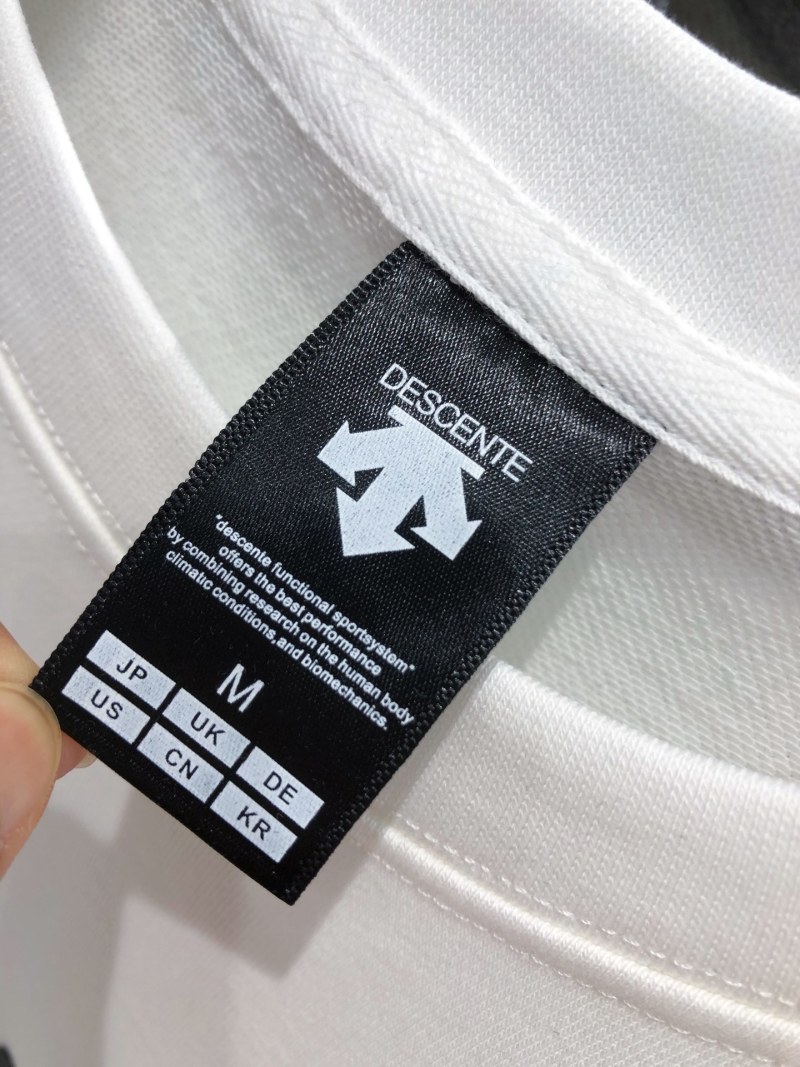 DESCENTE
"descente functional sportsystem"
offers the best performance
by combining research on the human body
climatic conditions,and biomechanics.
M
JP UK DE
US CN KR